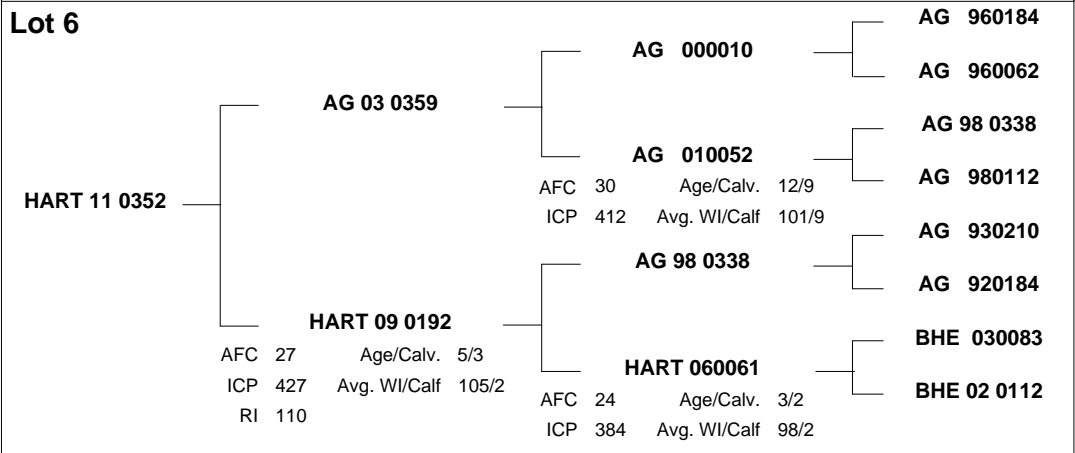 Lot 6
AG 960184
AG 000010
AG 960062
AG 03 0359
AG 98 0338
AG 010052
AFC 30 Age/Calv. 12/9
AG 980112
HART 11 0352
ICP 412 Avg. WI/Calf 101/9
AG 930210
AG 98 0338
AG 920184
HART 09 0192
AFC 27 Age/Calv. 5/3
BHE 030083
HART 060061
ICP 427 Avg. WI/Calf 105/2
BHE 02 0112
AFC 24 Age/Calv. 3/2
RI 110
ICP 384 Avg. WI/Calf 98/2